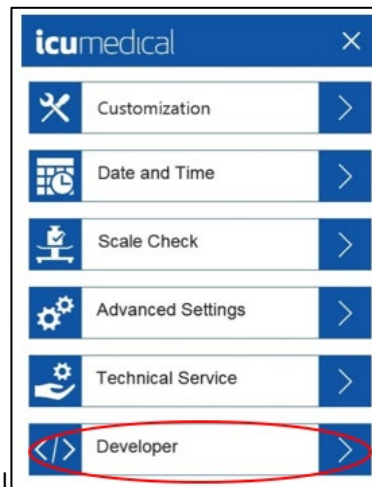 icumedical
Customization
Date and Time
Scale Check
Advanced Settings
Technical Service
</> Developer